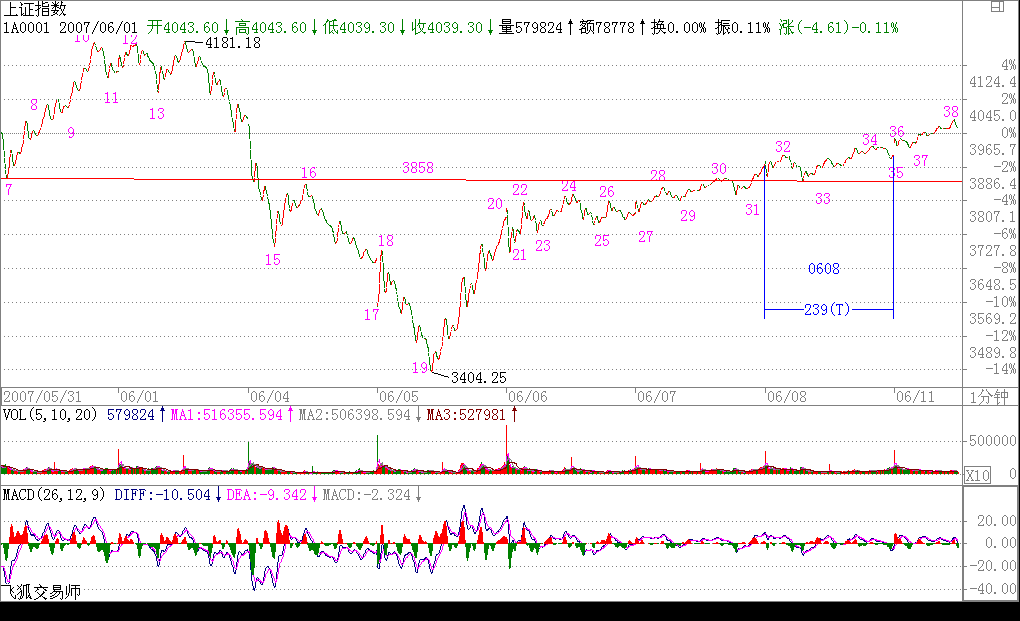 上证指数
1A0001 2007/06/01 开4043.60↓高4043.60↓低4039.30↓收4039.30↓量579824↑额78778↑换0.00% 振0.11% 涨(-4.61)-0.11%
10 12 4181.18
4%
4124.4
8 11 2%
13 38 4045.0
9 36 0%
34
32 3965.7
37
16 3858 30 -2%
28 35
7 3886.4
22 24 26 33 -4%
20 31 3807.1
29
18 23 25 27 -6%
21 3727.8
15 0608 -8%
3648.5
-10%
17 239(T) 3569.2
-12%
3489.8
19 3404.25 -14%
2007/05/31 06/01 06/04 06/05 06/06 06/07 06/08 06/11 1分钟
VOL(5,10,20) 579824↑MA1:516355.594↑MA2:506398.594↓MA3:527981↑
500000
0
X10
MACD(26,12,9) DIFF:-10.504↓DEA:-9.342↓MACD:-2.324↓
20.00
0.00
-20.00
-40.00
飞狐交易师